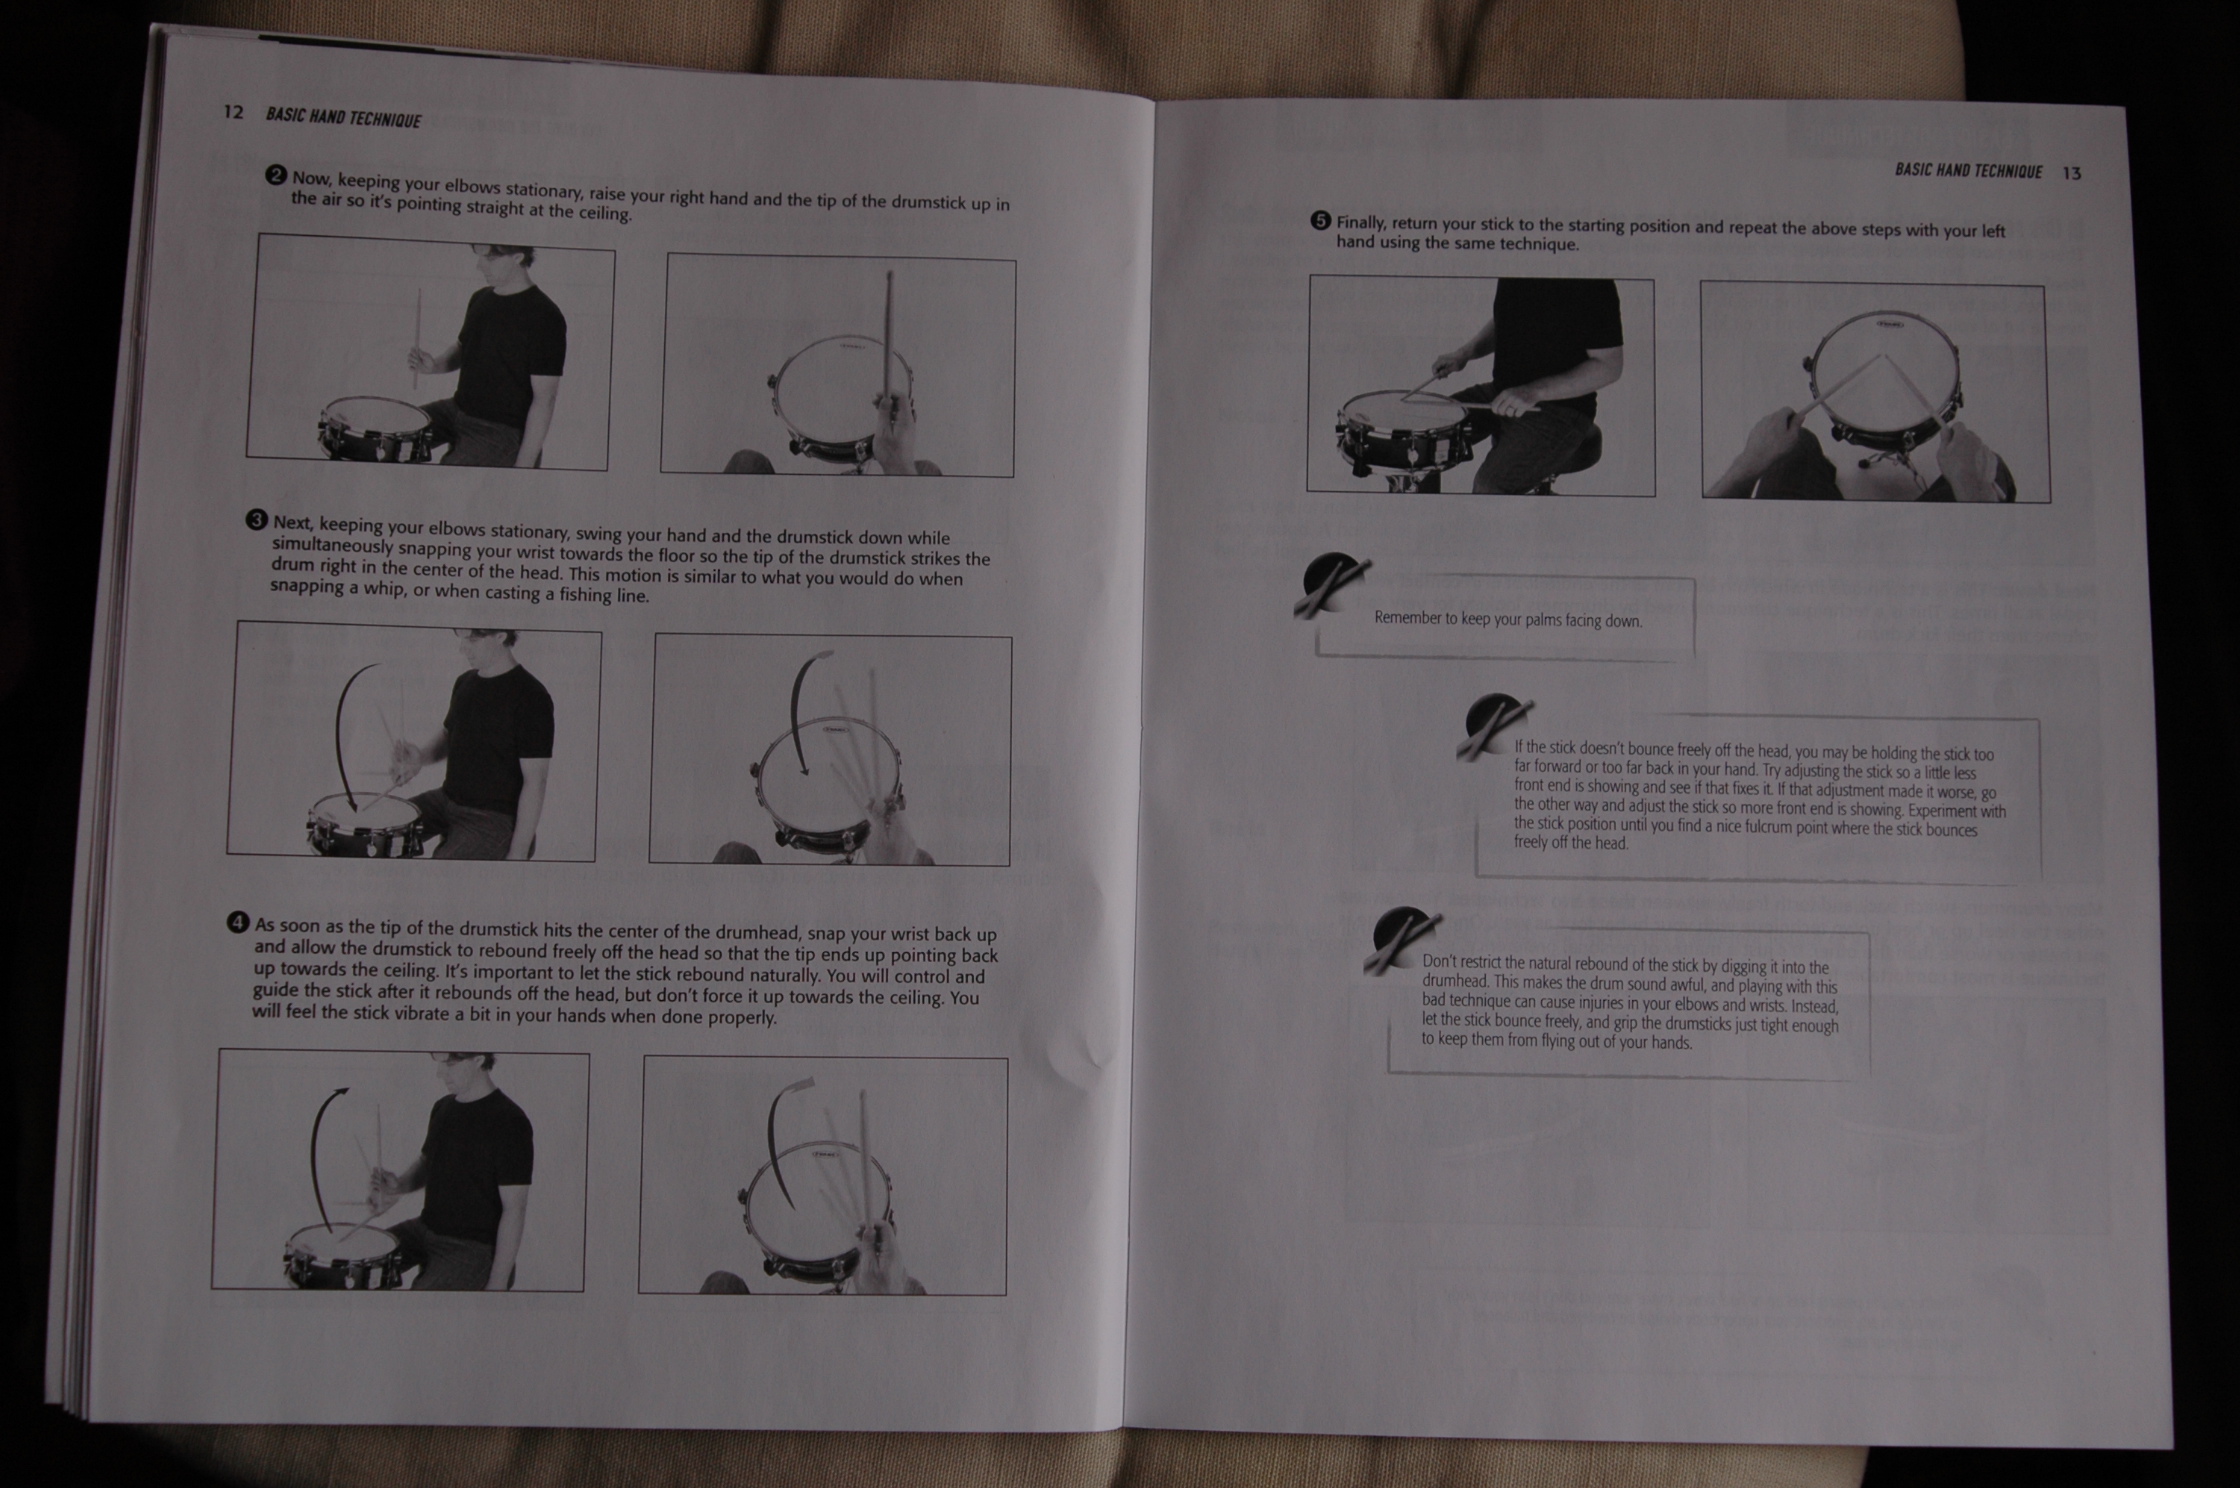 12 BASIC HAND TECHNIQUE
2 Now, keeping your elbows stationary, raise your right hand and the tip of the drumstick up in
the air so it's pointing straight at the ceiling.
3 Next, keeping your elbows stationary, swing your hand and the drumstick down while
simultaneously snapping your wrist towards the floor so the tip of the drumstick strikes the
drum right in the center of the head. This motion is similar to what you would do when
snapping a whip, or when casting a fishing line.
4 As soon as the tip of the drumstick hits the center of the drumhead, snap your wrist back up
and allow the drumstick to rebound freely off the head so that the tip ends up pointing back
up towards the ceiling. It's important to let the stick rebound naturally. You will control and
guide the stick after it rebounds off the head, but don't force it up towards the ceiling. You
will feel the stick vibrate a bit in your hands when done properly.
BASIC HAND TECHNIQUE 13
5 Finally, return your stick to the starting position and repeat the above steps with your left
hand using the same technique.
Remember to keep your palms facing down.
If the stick doesn't bounce freely off the head, you may be holding the stick too
far forward or too far back in your hand. Try adjusting the stick so a little less
front end is showing and see if that fixes it. If that adjustment made it worse, go
the other way and adjust the stick so more front end is showing. Experiment with
the stick position until you find a nice fulcrum point where the stick bounces
freely off the head.
Don't restrict the natural rebound of the stick by digging it into the
drumhead. This makes the drum sound awful, and playing with this
bad technique can cause injuries in your elbows and wrists. Instead,
let the stick bounce freely, and grip the drumsticks just tight enough
to keep them from flying out of your hands.